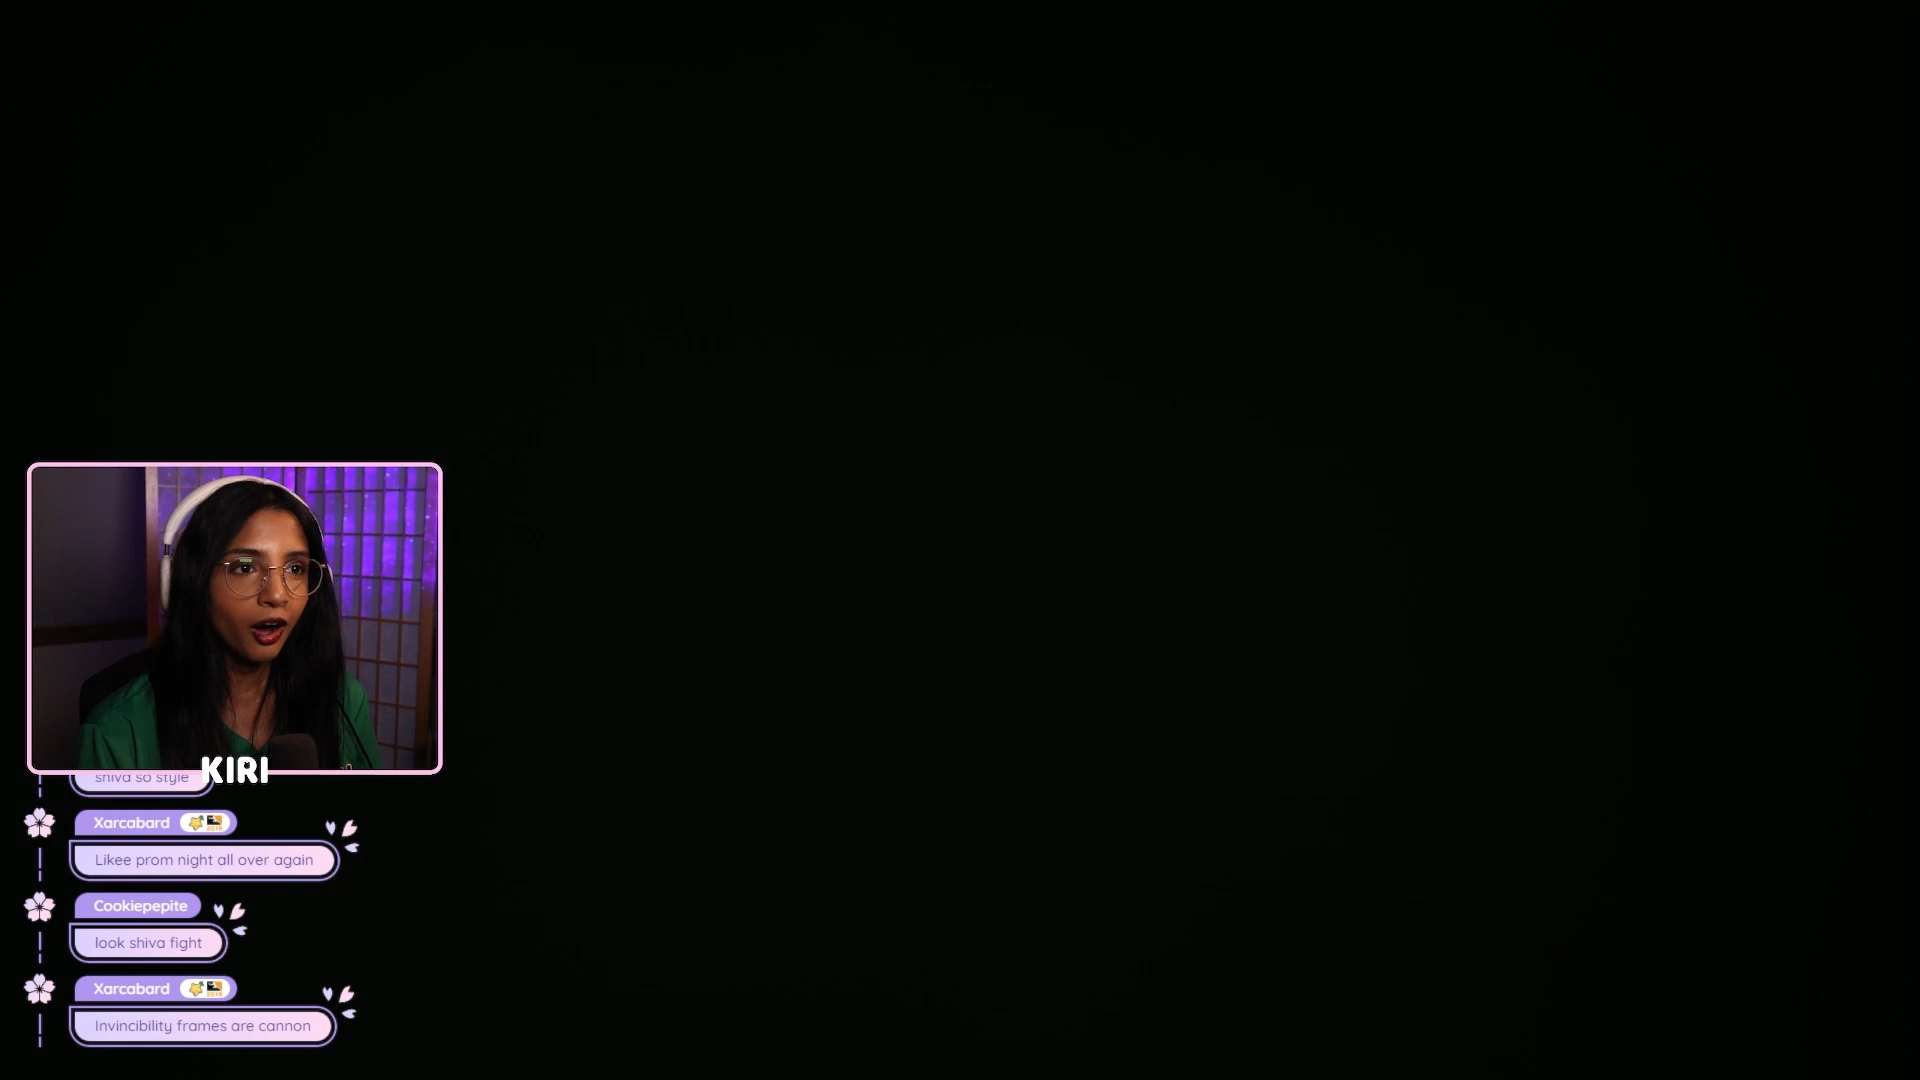 shiva so style
KIRI
Xarcabard
Likee prom night all over again
Cookiepepite
look shiva fight
Xarcabard
Invincibility frames are cannon